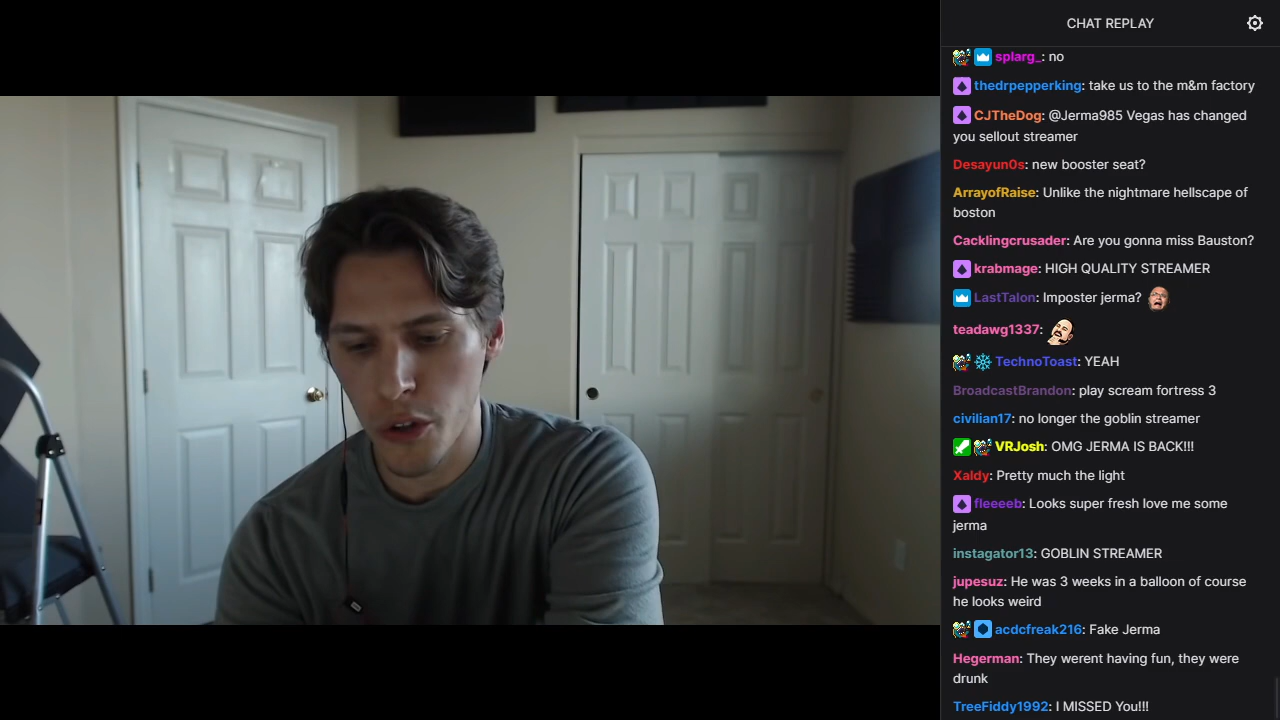 CHAT REPLAY
splarg_: no
thedrpepperking: take us to the m&m factory
CJTheDog: @Jerma985 Vegas has changed
you sellout streamer
Desayun0s: new booster seat?
ArrayofRaise: Unlike the nightmare hellscape of
boston
Cacklingcrusader: Are you gonna miss Bauston?
krabmage: HIGH QUALITY STREAMER
LastTalon: Imposter jerma?
teadawg1337:
TechnoToast: YEAH
BroadcastBrandon: play scream fortress 3
civilian17: no longer the goblin streamer
VRJosh: OMG JERMA IS BACK!!!
Xaldy: Pretty much the light
fleeeeb: Looks super fresh love me some
jerma
instagator13: GOBLIN STREAMER
jupesuz: He was 3 weeks in a balloon of course
he looks weird
acdcfreak216: Fake Jerma
Hegerman: They werent having fun, they were
drunk
TreeFiddy1992: I MISSED You!!!